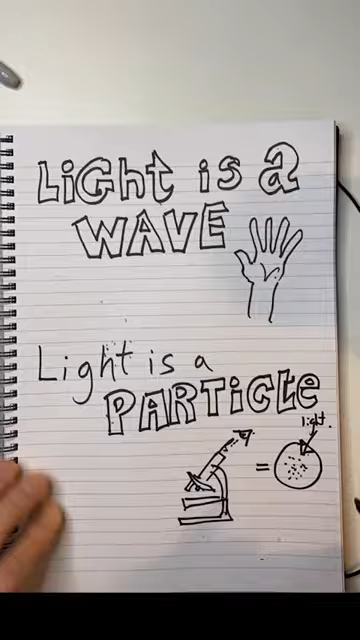 LiGht is a
WAVE
Light is a
PARTicLe
light.
=